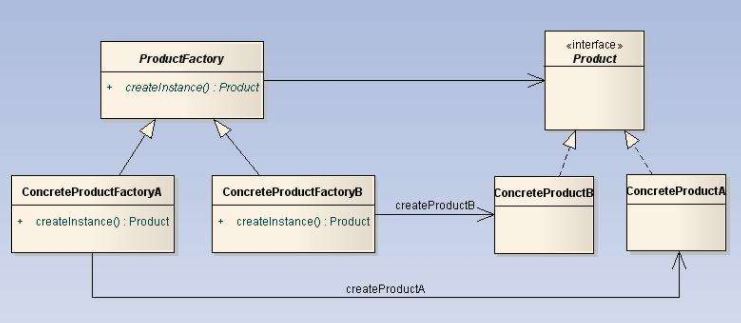 ProductFactory
+ createInstance() : Product
«interface»
Product
ConcreteProductFactoryA
+ createInstance() : Product
ConcreteProductFactoryB
+ createInstance() : Product
createProductB
ConcreteProductB
ConcreteProductA
createProductA